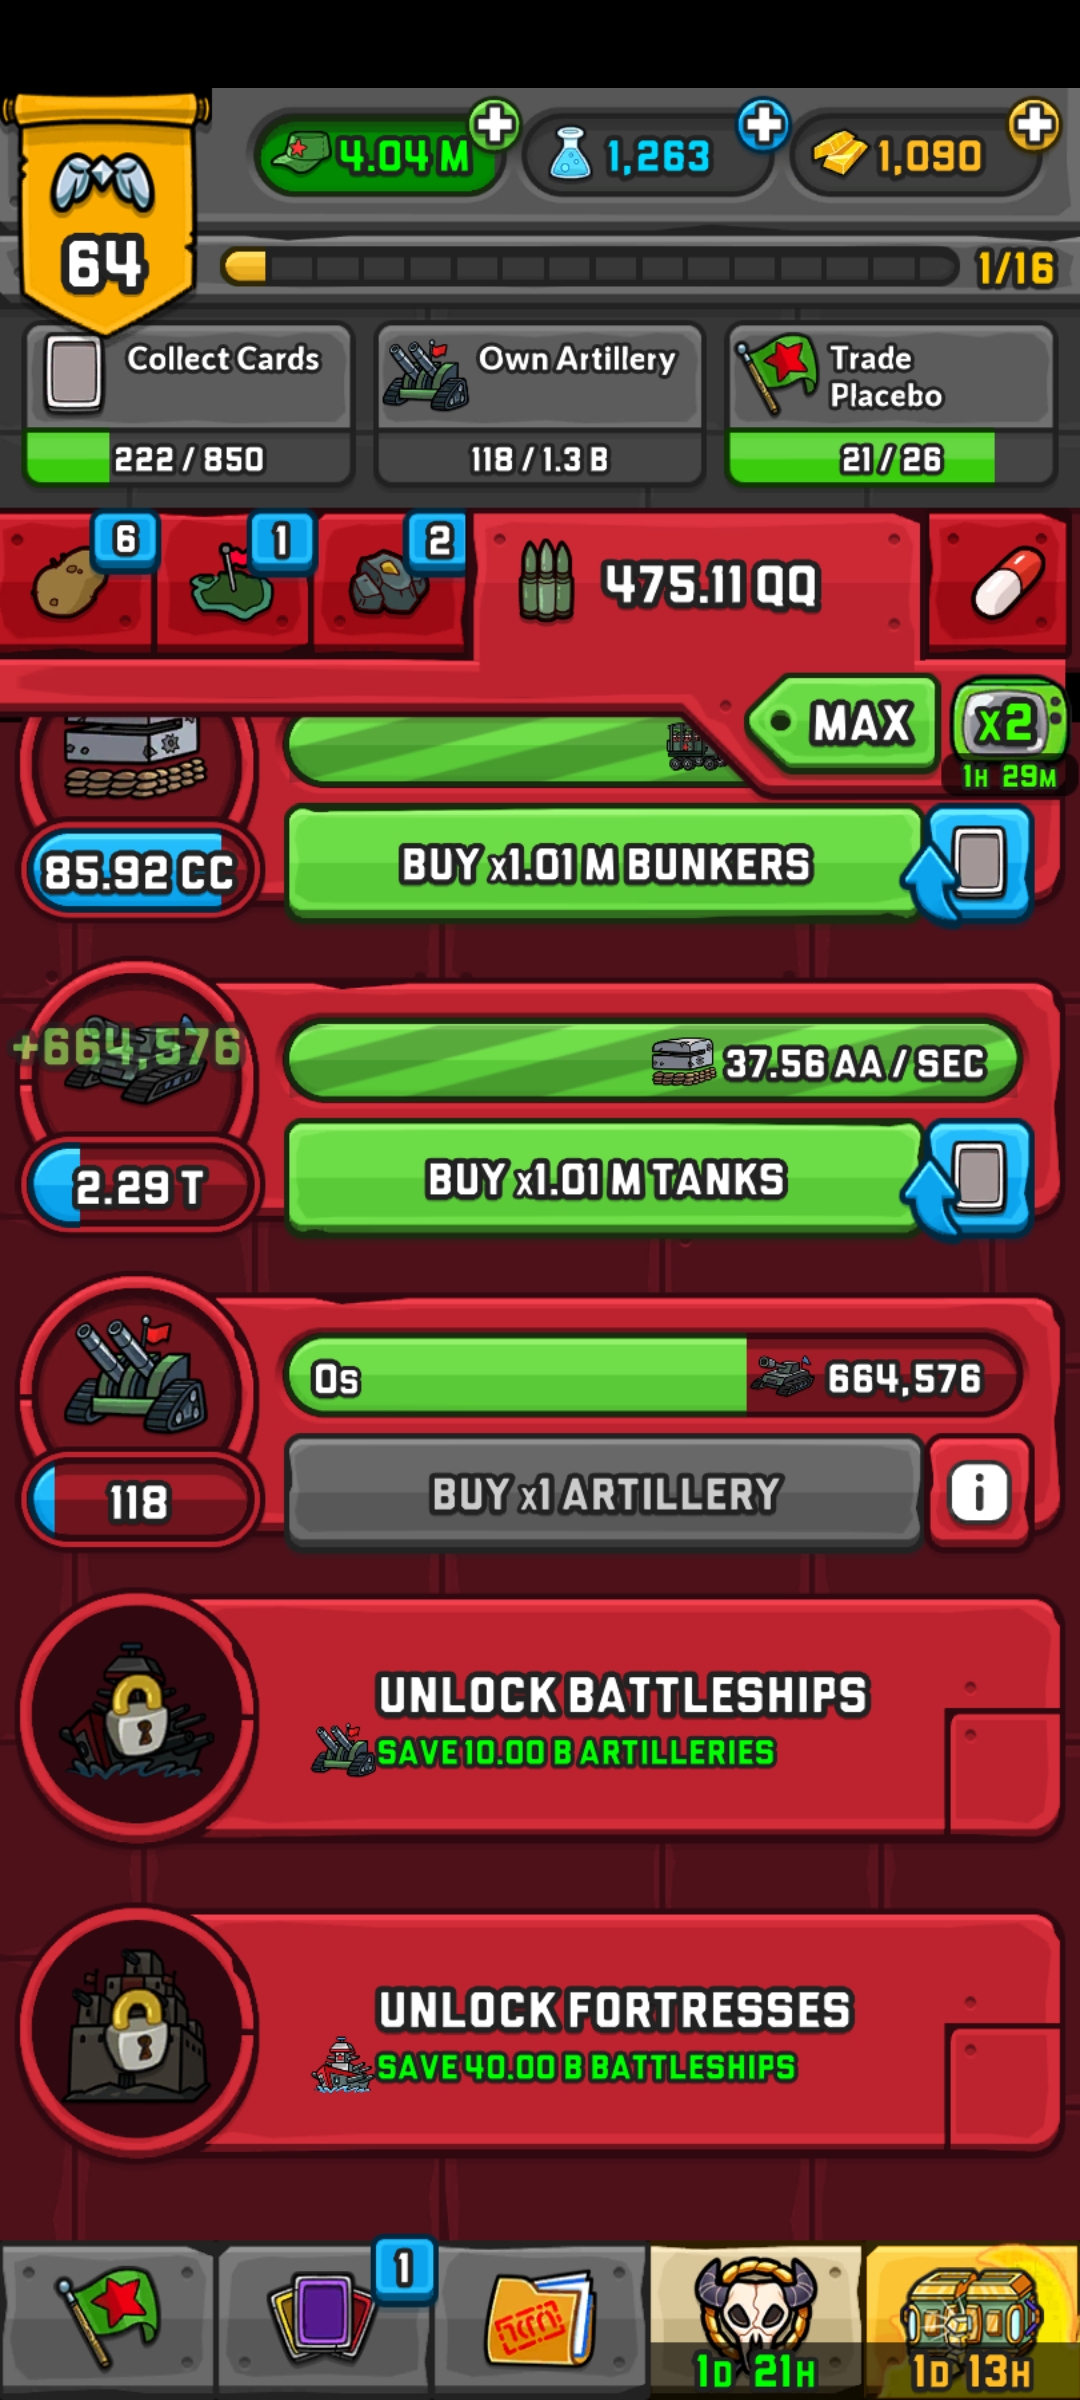 4.04 M
1,263
1,090
64
1/16
Collect Cards
222 / 850
Own Artillery
118 / 1.3 B
Trade
Placebo
21 / 26
6
1
2
475.11 QQ
MAX
x2
1H 29M
85.92 CC
BUY x1.01 M BUNKERS
+664,576
37.56 AA / SEC
2.29 T
BUY x1.01 M TANKS
0s
664,576
118
BUY x1 ARTILLERY
i
UNLOCK BATTLESHIPS
SAVE 10.00 B ARTILLERIES
UNLOCK FORTRESSES
SAVE 40.00 B BATTLESHIPS
1
1D 21H
1D 13H